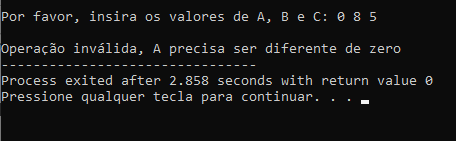 Por favor, insira os valores de A, B e C: 0 8 5
Operação inválida, A precisa ser diferente de zero
--------------------------------
Process exited after 2.858 seconds with return value 0
Pressione qualquer tecla para continuar. . .